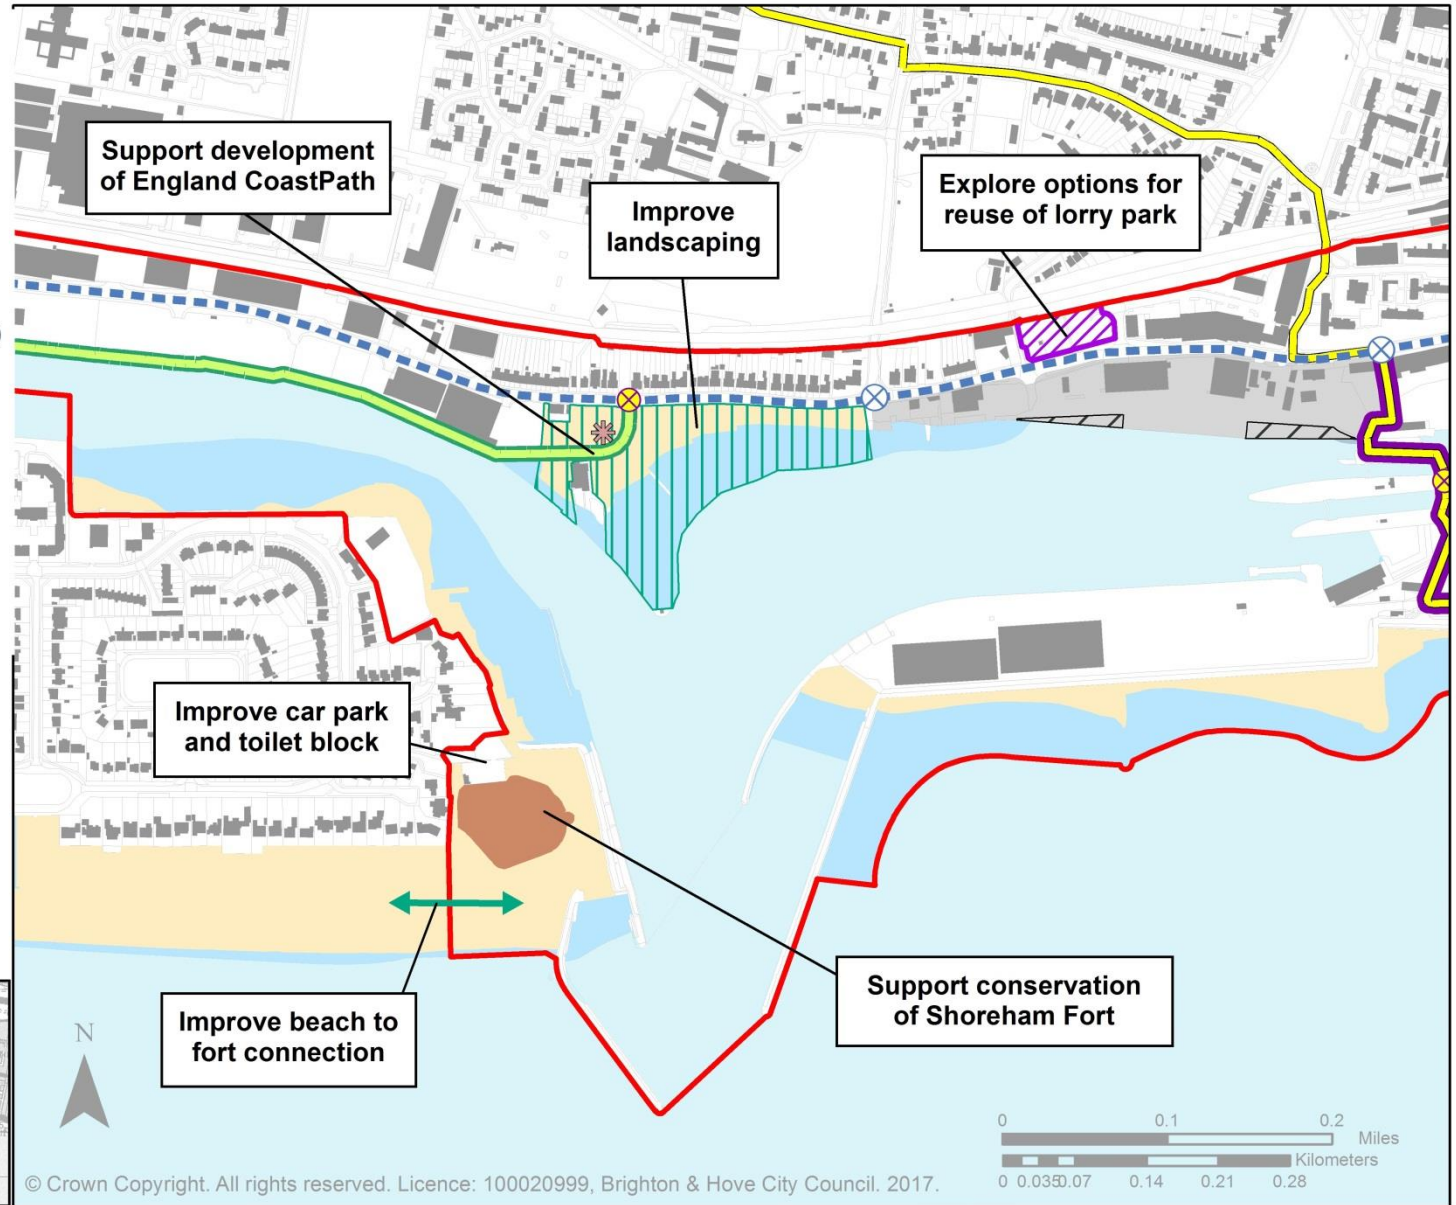 Support development
of England CoastPath
Improve
landscaping
Explore options for
reuse of lorry park
Improve car park
and toilet block
Improve beach to
fort connection
Support conservation
of Shoreham Fort
N
0 0.1 0.2
Miles
Kilometers
0 0.035 0.07 0.14 0.21 0.28
© Crown Copyright. All rights reserved. Licence: 100020999, Brighton & Hove City Council. 2017.